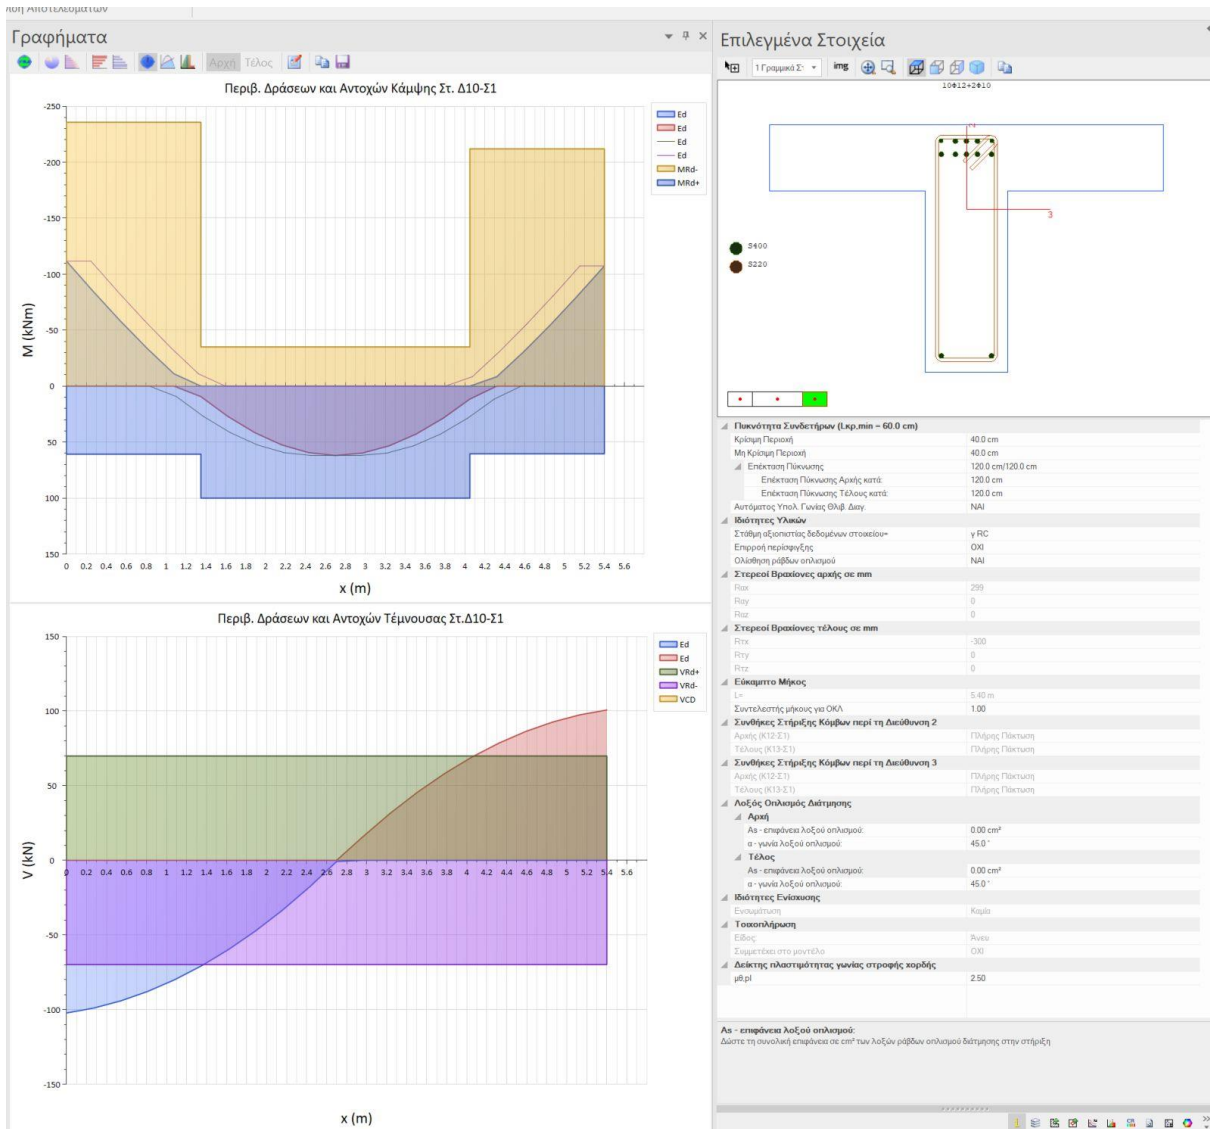 Γραφήματα
Αρχή Τέλος
Περιβ. Δράσεων και Αντοχών Κάμψης Στ. Δ10-Σ1
-250
-200
-150
-100
-50
0
50
100
150
M (kNm)
0 0.2 0.4 0.6 0.8 1 1.2 1.4 1.6 1.8 2 2.2 2.4 2.6 2.8 3 3.2 3.4 3.6 3.8 4 4.2 4.4 4.6 4.8 5 5.2 5.4 5.6
x (m)
Ed
Ed
Ed
Ed
MRd-
MRd+
Περιβ. Δράσεων και Αντοχών Τέμνουσας Στ.Δ10-Σ1
150
100
50
0
-50
-100
-150
V (kN)
0 0.2 0.4 0.6 0.8 1 1.2 1.4 1.6 1.8 2 2.2 2.4 2.6 2.8 3 3.2 3.4 3.6 3.8 4 4.2 4.4 4.6 4.8 5 5.2 5.4 5.6
x (m)
Ed
Ed
VRd+
VRd-
VCD
Επιλεγμένα Στοιχεία
1 Γραμμικά Σ img
10Φ12+2Φ10
2
3
S400
S220
Πυκνότητα Συνδετήρων (Lκρ,min = 60.0 cm)
Κρίσιμη Περιοχή 40.0 cm
Μη Κρίσιμη Περιοχή 40.0 cm
Επέκταση Πύκνωσης 120.0 cm/120.0 cm
Επέκταση Πύκνωσης Αρχής κατά: 120.0 cm
Επέκταση Πύκνωσης Τέλους κατά: 120.0 cm
Αυτόματος Υπολ. Γωνίας Θλιβ. Διαγ. ΝΑΙ
Ιδιότητες Υλικών
Στάθμη αξιοπιστίας δεδομένων στοιχείου= γ RC
Επιρροή περίσφιγξης ΟΧΙ
Ολίσθηση ράβδων οπλισμού ΝΑΙ
Στερεοί Βραχίονες αρχής σε mm
Rαx 299
Rαy 0
Rαz 0
Στερεοί Βραχίονες τέλους σε mm
Rτx -300
Rτy 0
Rτz 0
Εύκαμπτο Μήκος
L= 5.40 m
Συντελεστής μήκους για ΟΚΛ 1.00
Συνθήκες Στήριξης Κόμβων περί τη Διεύθυνση 2
Αρχής (Κ12-Σ1) Πλήρης Πάκτωση
Τέλους (Κ13-Σ1) Πλήρης Πάκτωση
Συνθήκες Στήριξης Κόμβων περί τη Διεύθυνση 3
Αρχής (Κ12-Σ1) Πλήρης Πάκτωση
Τέλους (Κ13-Σ1) Πλήρης Πάκτωση
Λοξός Οπλισμός Διάτμησης
Αρχή
As - επιφάνεια λοξού οπλισμού: 0.00 cm²
α - γωνία λοξού οπλισμού: 45.0 °
Τέλος
As - επιφάνεια λοξού οπλισμού: 0.00 cm²
α - γωνία λοξού οπλισμού: 45.0 °
Ιδιότητες Ενίσχυσης
Ενσωμάτωση Καμία
Τοιχοπλήρωση
Είδος: Άνευ
Συμμετέχει στο μοντέλο ΟΧΙ
Δείκτης πλαστιμότητας γωνίας στροφής χορδής
μθ,pl 2.50
As - επιφάνεια λοξού οπλισμού:
Δώστε τη συνολική επιφάνεια σε cm² των λοξών ράβδων οπλισμού διάτμησης στην στήριξη